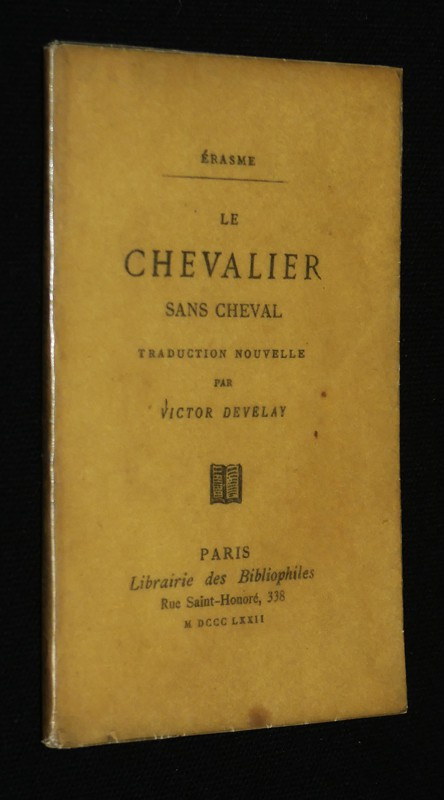 ÉRASME
LE
CHEVALIER
SANS CHEVAL
TRADUCTION NOUVELLE
PAR
VICTOR DEVELAY
PARIS
Librairie des Bibliophiles
Rue Saint-Honoré, 338
M DCCC LXXII